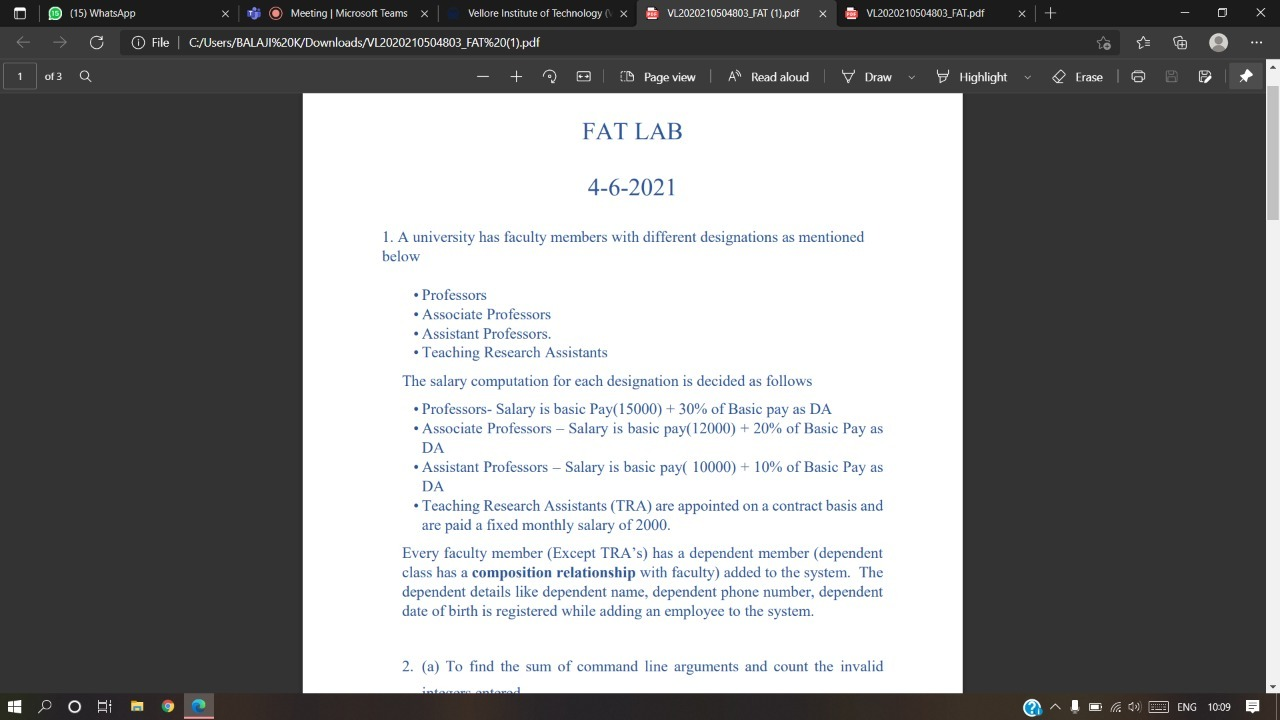 (15) WhatsApp
Meeting | Microsoft Teams
Vellore Institute of Technology (V
VL2020210504803_FAT (1).pdf
VL2020210504803_FAT.pdf
File
C:/Users/BALAJI%20K/Downloads/VL2020210504803_FAT%20(1).pdf
1 of 3
Page view
Read aloud
Draw
Highlight
Erase
FAT LAB
4-6-2021
1. A university has faculty members with different designations as mentioned
below
• Professors
• Associate Professors
• Assistant Professors.
• Teaching Research Assistants
The salary computation for each designation is decided as follows
• Professors- Salary is basic Pay(15000) + 30% of Basic pay as DA
• Associate Professors – Salary is basic pay(12000) + 20% of Basic Pay as
DA
• Assistant Professors – Salary is basic pay( 10000) + 10% of Basic Pay as
DA
• Teaching Research Assistants (TRA) are appointed on a contract basis and
are paid a fixed monthly salary of 2000.
Every faculty member (Except TRA's) has a dependent member (dependent
class has a composition relationship with faculty) added to the system. The
dependent details like dependent name, dependent phone number, dependent
date of birth is registered while adding an employee to the system.
2. (a) To find the sum of command line arguments and count the invalid
integers entered
ENG
10:09